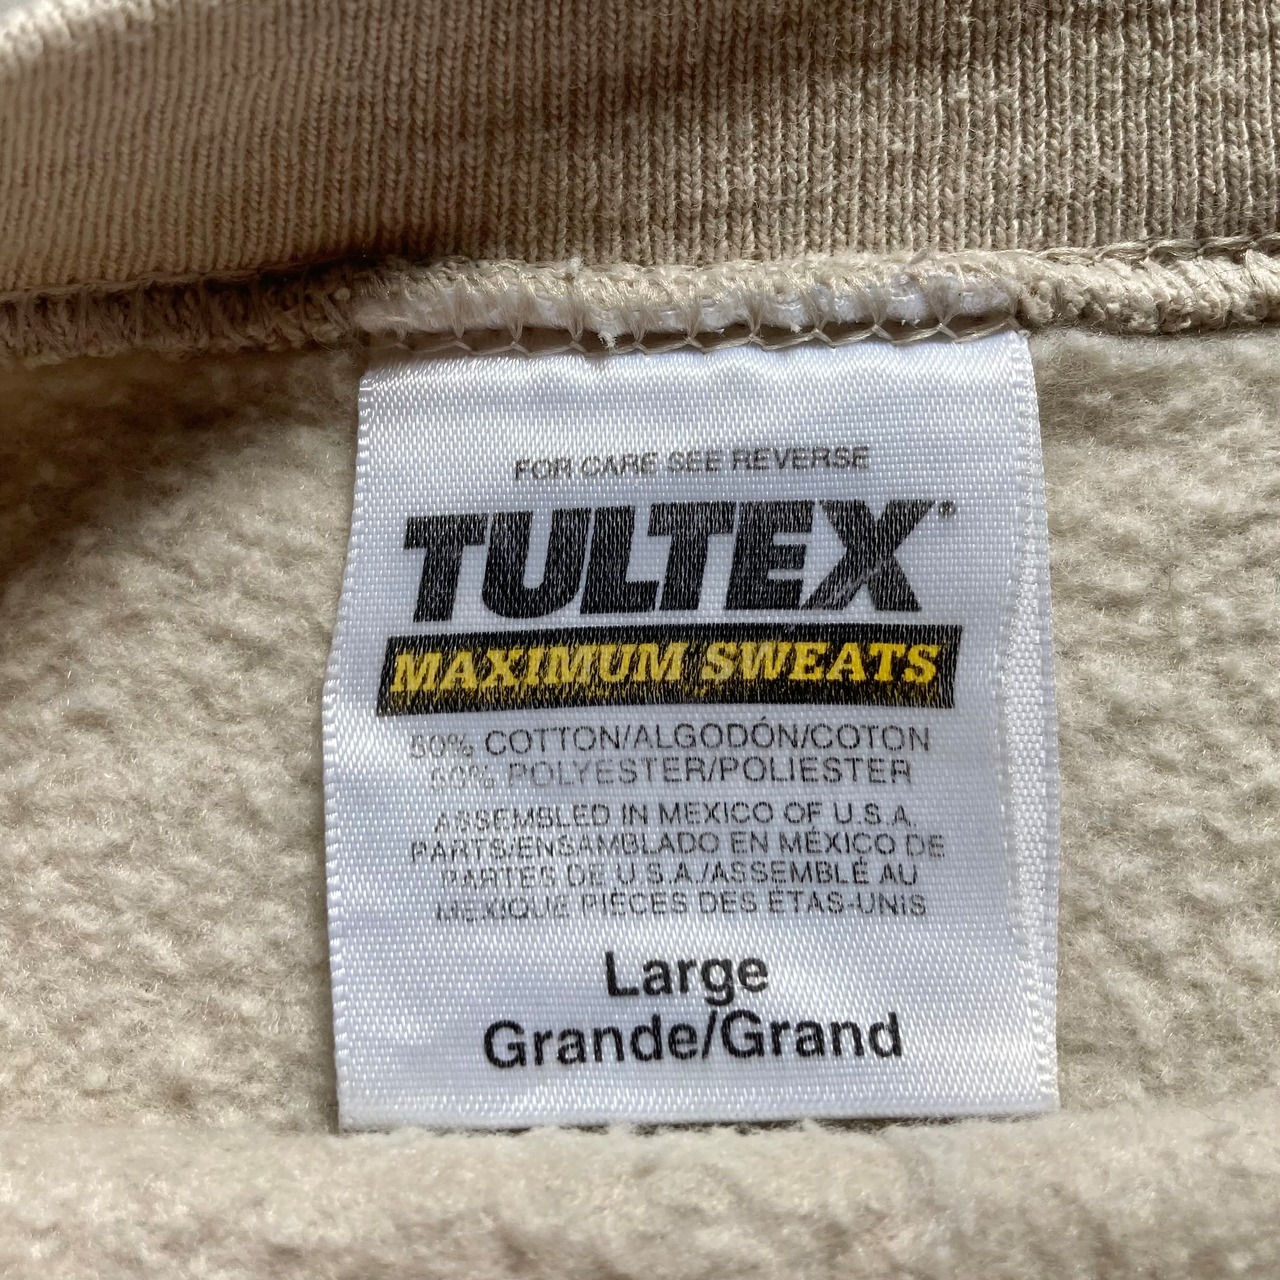 FOR CARE SEE REVERSE
TULTEX®
MAXIMUM SWEATS
50% COTTON/ALGODÓN/COTON
50% POLYESTER/POLIESTER
ASSEMBLED IN MEXICO OF U.S.A.
PARTS/ENSAMBLADO EN MÉXICO DE
PARTES DE U.S.A./ASSEMBLÉ AU
MEXIQUE PIÈCES DES ÉTAS-UNIS
Large
Grande/Grand